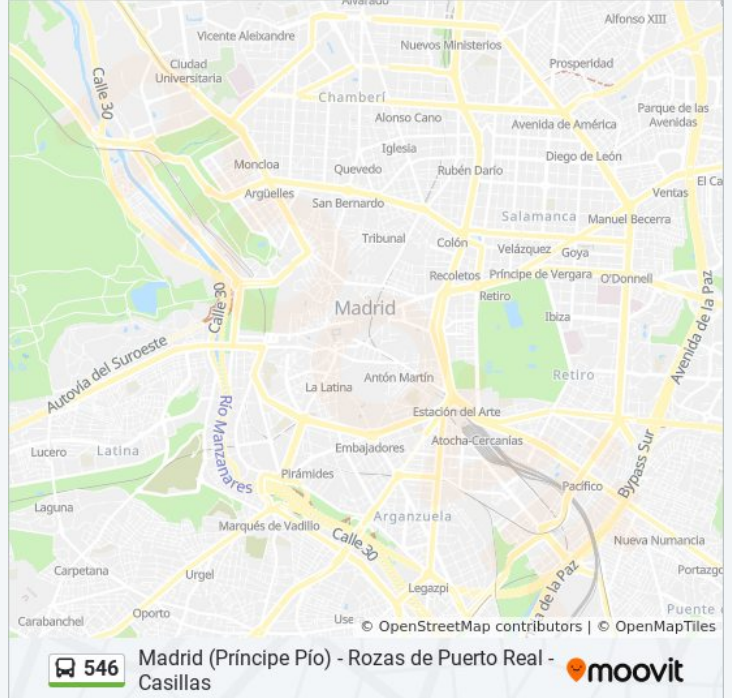 Alvarado
Alfonso XIII
Vicente Aleixandre
Nuevos Ministerios
Ciudad
Universitaria
Prosperidad
Calle 30
Chamberí
Parque de las
Avenidas
Alonso Cano
Avenida de América
Iglesia
Diego de León
Moncloa
Quevedo
Rubén Darío
El Ca
Argüelles
Ventas
San Bernardo
Salamanca
Manuel Becerra
Tribunal
Colón
Velázquez
Goya
Recoletos
Príncipe de Vergara
O'Donnell
Calle 30
Retiro
Madrid
Ibiza
Avenida de la Paz
Autovía del Suroeste
Antón Martín
Retiro
La Latina
Estación del Arte
Río Manzanares
Atocha-Cercanías
Lucero
Latina
Embajadores
Bypass Sur
Pirámides
Pacífico
Laguna
Arganzuela
Marqués de Vadillo
Calle 30
Nueva Numancia
Carpetana
Urgel
Portazgo
a de la Paz
Legazpi
Puente
Oporto
Carabanchel
Use
© OpenStreetMap contributors | © OpenMapTiles
546
Madrid (Príncipe Pío) - Rozas de Puerto Real -
Casillas
moovit